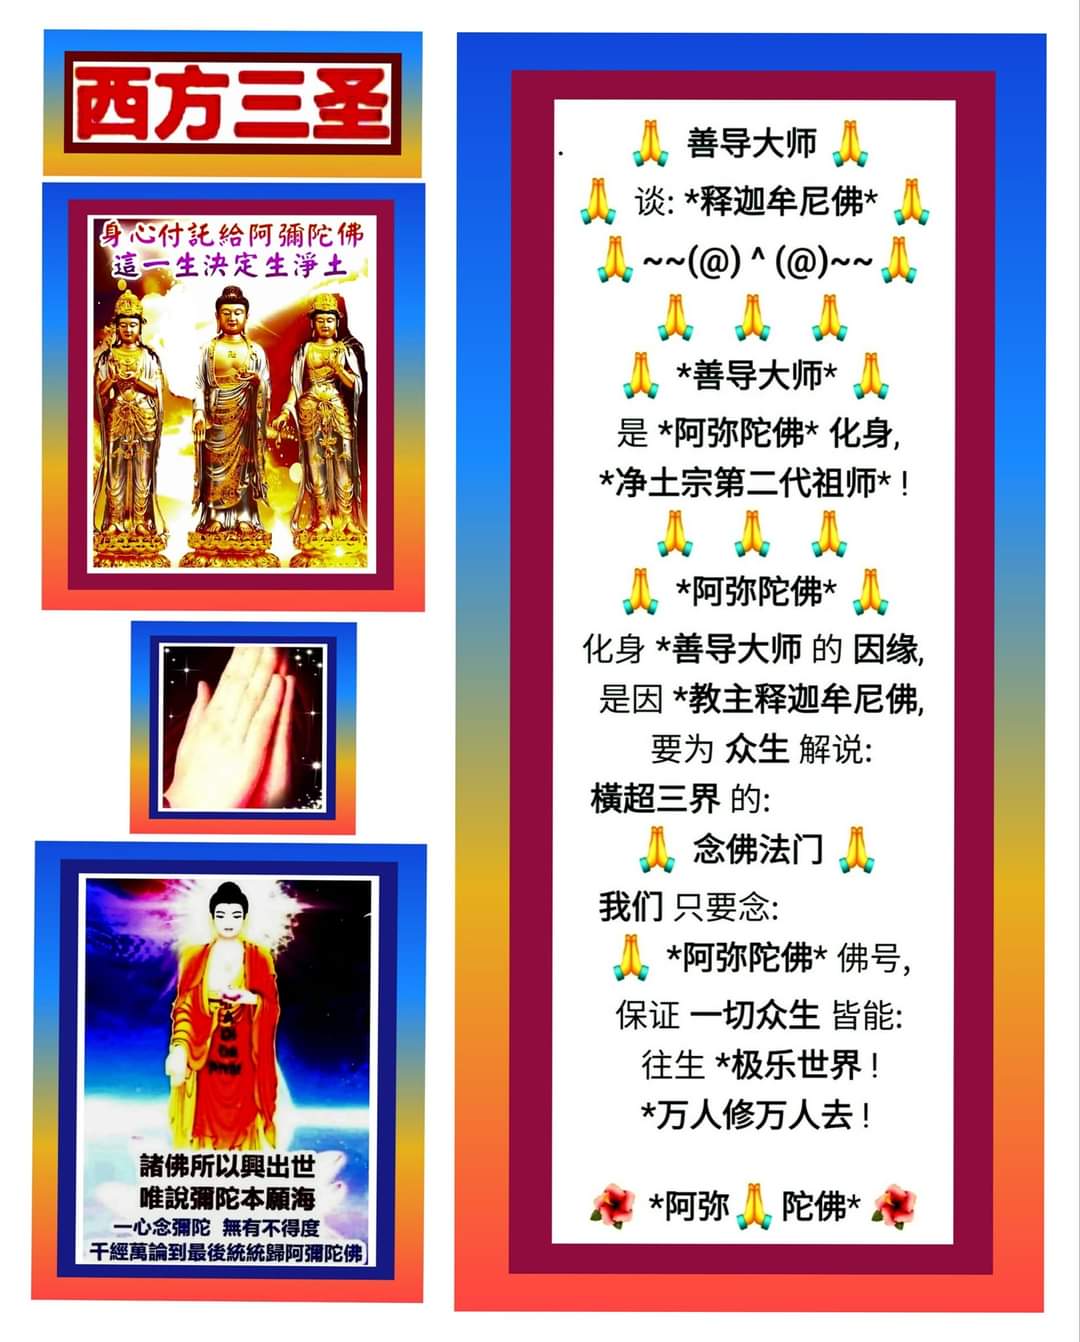 西方三圣
身心付託給阿彌陀佛
這一生決定生淨土
諸佛所以興出世
唯說彌陀本願海
一心念彌陀 無有不得度
千經萬論到最後統統歸阿彌陀佛
.
🙏 善导大师 🙏
🙏 谈: *释迦牟尼佛* 🙏
🙏 ~~(@) ^ (@)~~ 🙏
🙏 🙏 🙏
🙏 *善导大师* 🙏
是 *阿弥陀佛* 化身,
*净土宗第二代祖师* !
🙏 🙏 🙏
🙏 *阿弥陀佛* 🙏
化身 *善导大师 的 因缘,
是因 *教主释迦牟尼佛,
要为 众生 解说:
橫超三界 的:
🙏 念佛法门 🙏
我们 只要念:
🙏 *阿弥陀佛* 佛号,
保证 一切众生 皆能:
往生 *极乐世界 !
*万人修万人去 !
🌺 *阿弥 🙏 陀佛* 🌺